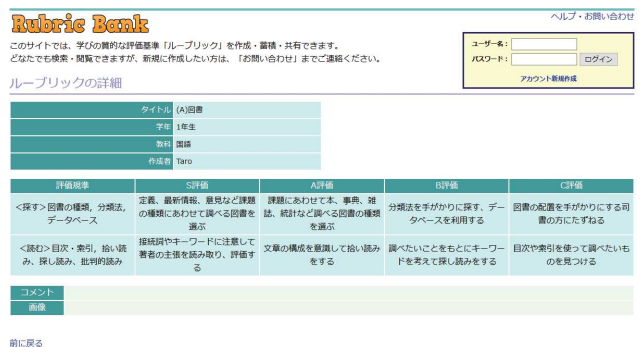 Rubric Bank
ヘルプ・お問い合わせ
このサイトでは、学びの質的な評価基準「ルーブリック」を作成・蓄積・共有できます。
どなたでも検索・閲覧できますが、新規に作成したい方は、「お問い合わせ」までご連絡ください。
ユーザー名：
パスワード：
ログイン
アカウント新規作成
ルーブリックの詳細
タイトル (A)図書
学年 1年生
教科 国語
作成者 Taro
評価規準 S評価 A評価 B評価 C評価
<探す>図書の種類，分類法，データベース
定義、最新情報、意見など課題の種類にあわせて調べる図書を選ぶ
課題にあわせて本、事典、雑誌、統計など調べる図書の種類を選ぶ
分類法を手がかりに探す、データベースを利用する
図書の配置を手がかりにする司書の方にたずねる
<読む>目次・索引，拾い読み、探し読み、批判的読み
接続詞やキーワードに注意して著者の主張を読み取り、評価する
文章の構成を意識して拾い読みをする
調べたいことをもとにキーワードを考えて探し読みをする
目次や索引を使って調べたいものを見つける
コメント
画像
前に戻る